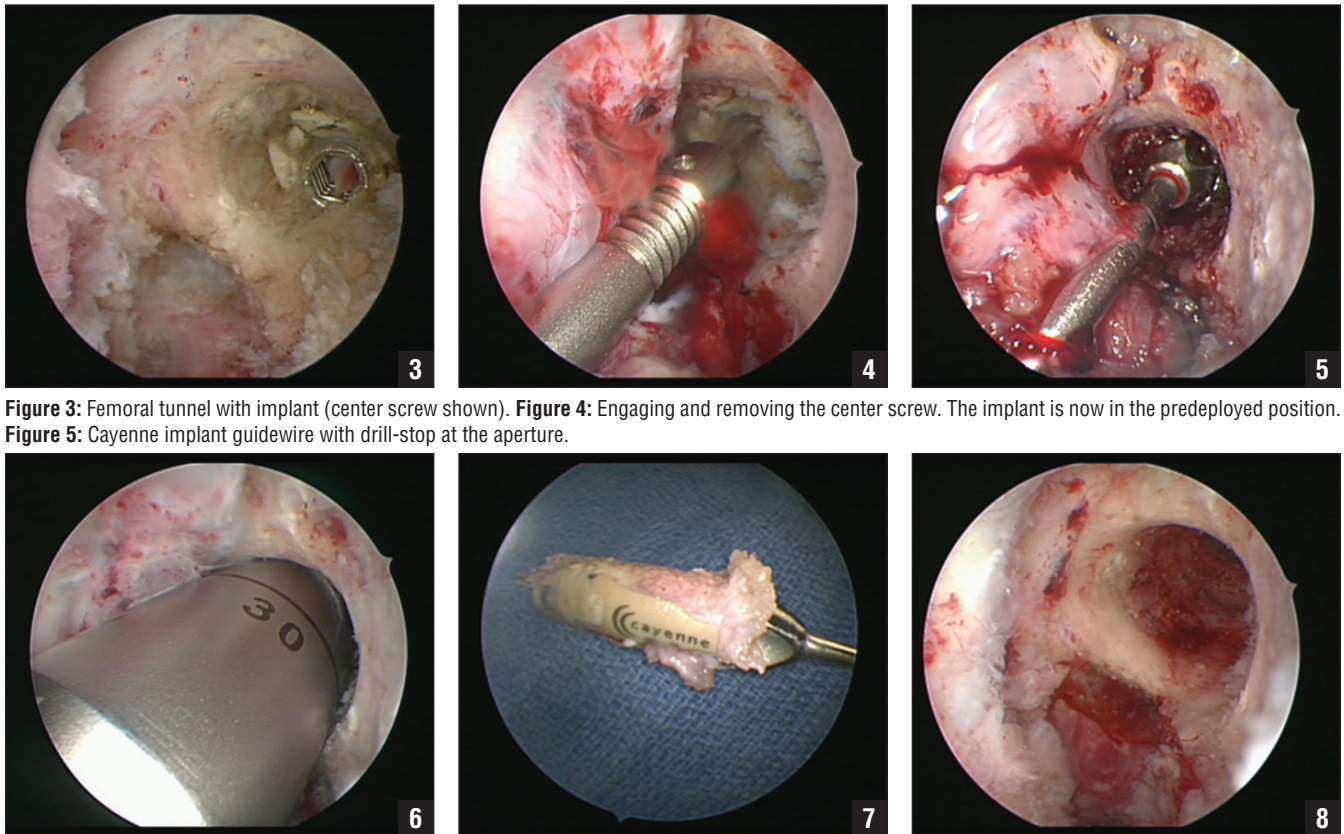 3
4
5
Figure 3: Femoral tunnel with implant (center screw shown). Figure 4: Engaging and removing the center screw. The implant is now in the predeployed position.
Figure 5: Cayenne implant guidewire with drill-stop at the aperture.
30
cayenne
6
7
8